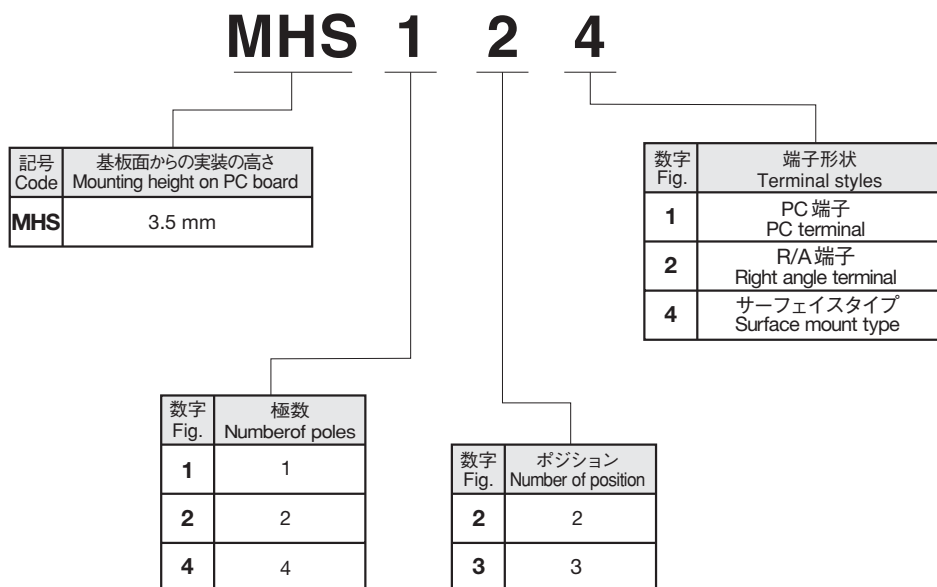 MHS 1 2 4
記号 基板面からの実装の高さ
Code Mounting height on PC board
MHS 3.5 mm
数字 端子形状
Fig. Terminal styles
1 PC端子
PC terminal
2 R/A端子
Right angle terminal
4 サーフェイスタイプ
Surface mount type
数字 極数
Fig. Numberof poles
1 1
2 2
4 4
数字 ポジション
Fig. Number of position
2 2
3 3